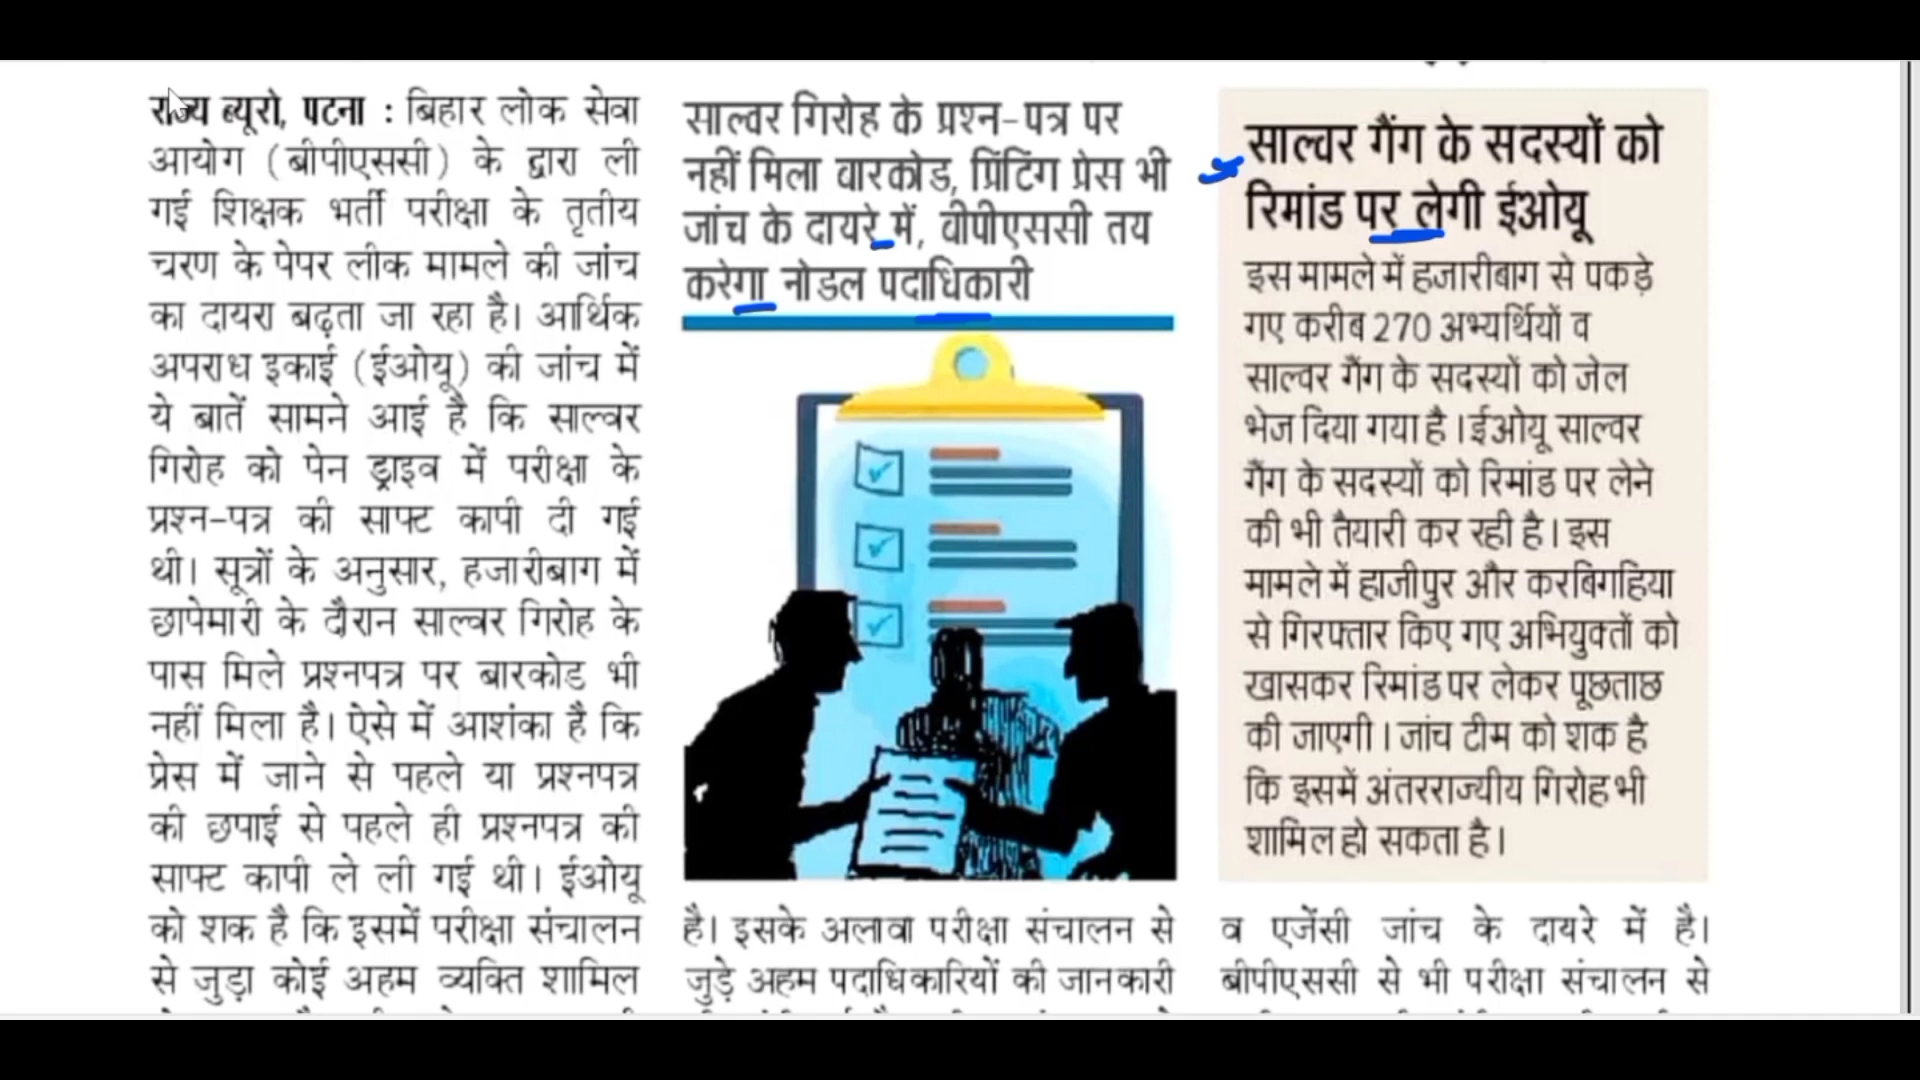 राज्य ब्यूरो, पटना : बिहार लोक सेवा
आयोग (बीपीएससी) के द्वारा ली
गई शिक्षक भर्ती परीक्षा के तृतीय
चरण के पेपर लीक मामले की जांच
का दायरा बढ़ता जा रहा है। आर्थिक
अपराध इकाई (ईओयू) की जांच में
ये बातें सामने आई है कि साल्वर
गिरोह को पेन ड्राइव में परीक्षा के
प्रश्न-पत्र की साफ्ट कापी दी गई
थी। सूत्रों के अनुसार, हजारीबाग में
छापेमारी के दौरान साल्वर गिरोह के
पास मिले प्रश्नपत्र पर बारकोड भी
नहीं मिला है। ऐसे में आशंका है कि
प्रेस में जाने से पहले या प्रश्नपत्र
की छपाई से पहले ही प्रश्नपत्र की
साफ्ट कापी ले ली गई थी। ईओयू
को शक है कि इसमें परीक्षा संचालन
से जुड़ा कोई अहम व्यक्ति शामिल
साल्वर गिरोह के प्रश्न-पत्र पर
नहीं मिला बारकोड, प्रिंटिंग प्रेस भी
जांच के दायरे में, बीपीएससी तय
करेगा नोडल पदाधिकारी
है। इसके अलावा परीक्षा संचालन से
जुड़े अहम पदाधिकारियों की जानकारी
साल्वर गैंग के सदस्यों को
रिमांड पर लेगी ईओयू
इस मामले में हजारीबाग से पकड़े
गए करीब 270 अभ्यर्थियों व
साल्वर गैंग के सदस्यों को जेल
भेज दिया गया है। ईओयू साल्वर
गैंग के सदस्यों को रिमांड पर लेने
की भी तैयारी कर रही है। इस
मामले में हाजीपुर और करबिगहिया
से गिरफ्तार किए गए अभियुक्तों को
खासकर रिमांड पर लेकर पूछताछ
की जाएगी। जांच टीम को शक है
कि इसमें अंतरराज्यीय गिरोह भी
शामिल हो सकता है।
व एजेंसी जांच के दायरे में है।
बीपीएससी से भी परीक्षा संचालन से